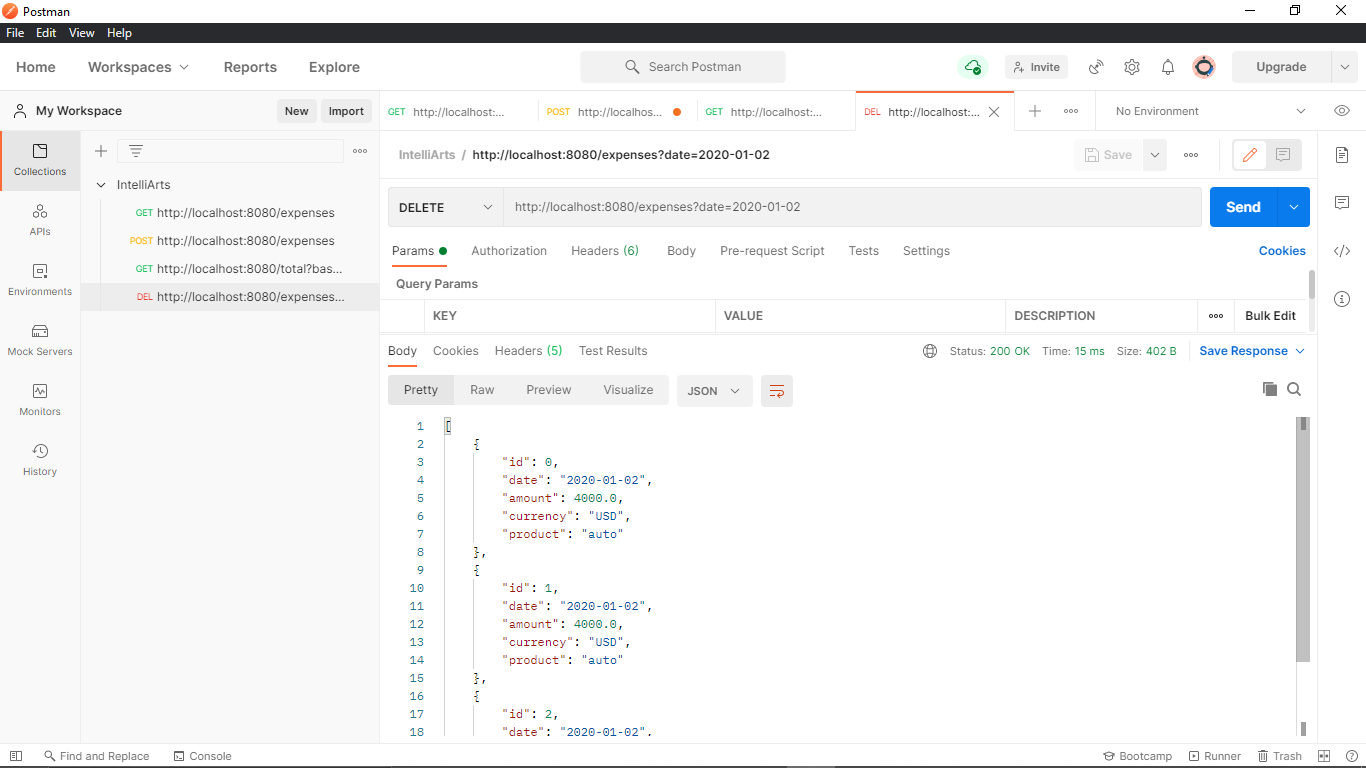 Postman
File Edit View Help
Home Workspaces Reports Explore Search Postman Invite Upgrade
My Workspace New Import
GET http://localhost:... POST http://localhos... GET http://localhost:... DEL http://localhost:... No Environment
Collections
APIs
Environments
Mock Servers
Monitors
History
IntelliArts
GET http://localhost:8080/expenses
POST http://localhost:8080/expenses
GET http://localhost:8080/total?bas...
DEL http://localhost:8080/expenses...
IntelliArts / http://localhost:8080/expenses?date=2020-01-02 Save
DELETE http://localhost:8080/expenses?date=2020-01-02 Send
Params Authorization Headers (6) Body Pre-request Script Tests Settings Cookies
Query Params
KEY VALUE DESCRIPTION Bulk Edit
Body Cookies Headers (5) Test Results Status: 200 OK Time: 15 ms Size: 402 B Save Response
Pretty Raw Preview Visualize JSON
1 [
2 {
3 "id": 0,
4 "date": "2020-01-02",
5 "amount": 4000.0,
6 "currency": "USD",
7 "product": "auto"
8 },
9 {
10 "id": 1,
11 "date": "2020-01-02",
12 "amount": 4000.0,
13 "currency": "USD",
14 "product": "auto"
15 },
16 {
17 "id": 2,
18 "date": "2020-01-02",
Find and Replace Console Bootcamp Runner Trash